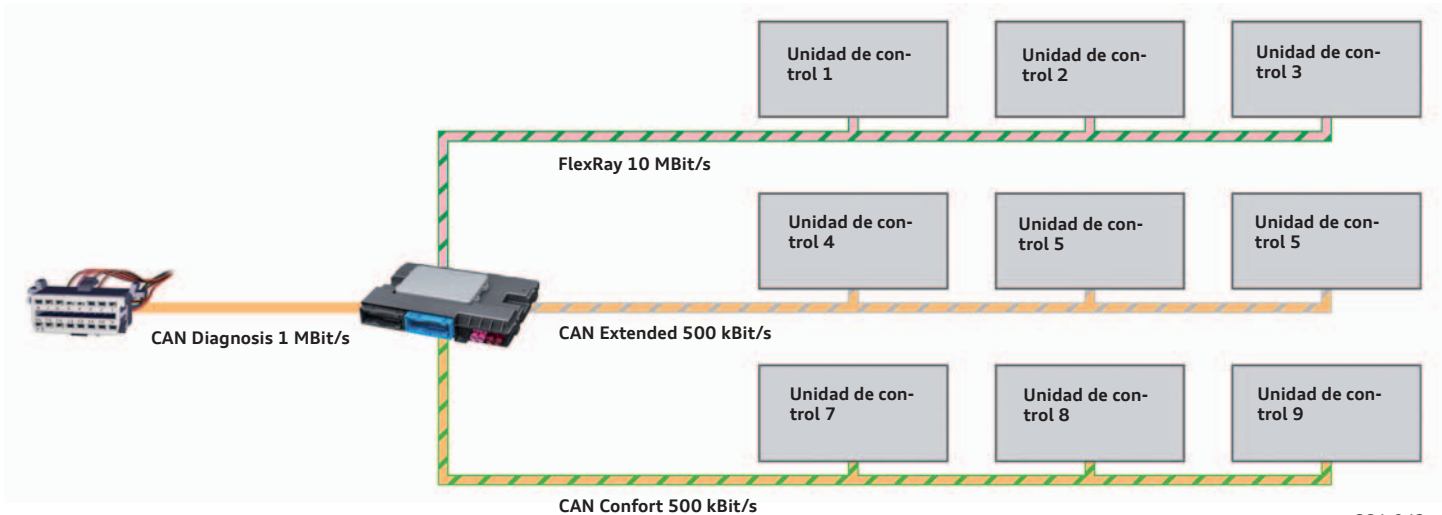 Unidad de con-
trol 1
Unidad de con-
trol 2
Unidad de con-
trol 3
FlexRay 10 MBit/s
Unidad de con-
trol 4
Unidad de con-
trol 5
Unidad de con-
trol 5
CAN Diagnosis 1 MBit/s
CAN Extended 500 kBit/s
Unidad de con-
trol 7
Unidad de con-
trol 8
Unidad de con-
trol 9
CAN Confort 500 kBit/s